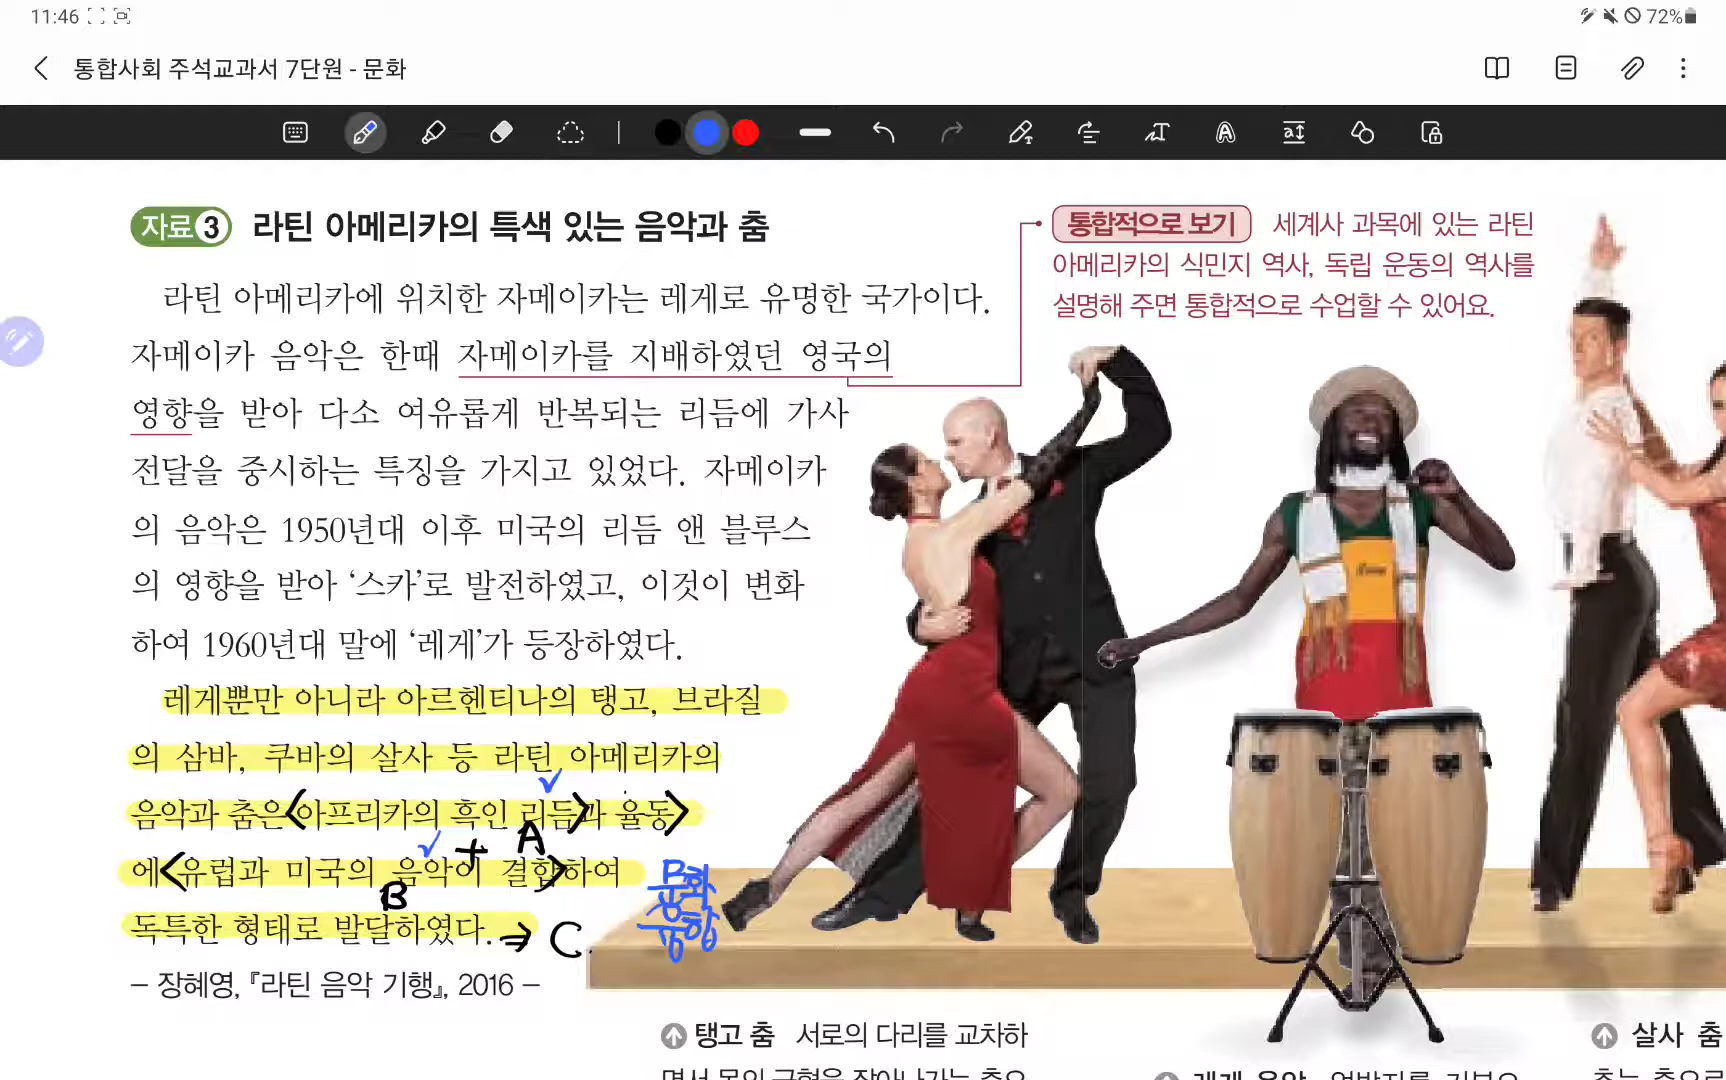 11:46
72%
통합사회 주석교과서 7단원 - 문화
자료 3 라틴 아메리카의 특색 있는 음악과 춤
라틴 아메리카에 위치한 자메이카는 레게로 유명한 국가이다.
자메이카 음악은 한때 자메이카를 지배하였던 영국의
영향을 받아 다소 여유롭게 반복되는 리듬에 가사
전달을 중시하는 특징을 가지고 있었다. 자메이카
의 음악은 1950년대 이후 미국의 리듬 앤 블루스
의 영향을 받아 ‘스카’로 발전하였고, 이것이 변화
하여 1960년대 말에 ‘레게’가 등장하였다.
레게뿐만 아니라 아르헨티나의 탱고, 브라질
의 삼바, 쿠바의 살사 등 라틴 아메리카의
음악과 춤은 <아프리카의 흑인 리듬>과 율동>
+ A
에 <유럽과 미국의 음악이 결합>하여
B
독특한 형태로 발달하였다. ⇒ C.
문화
융합
– 장혜영, 『라틴 음악 기행』, 2016 –
통합적으로 보기 세계사 과목에 있는 라틴
아메리카의 식민지 역사, 독립 운동의 역사를
설명해 주면 통합적으로 수업할 수 있어요.
탱고 춤 서로의 다리를 교차하
살사 춤